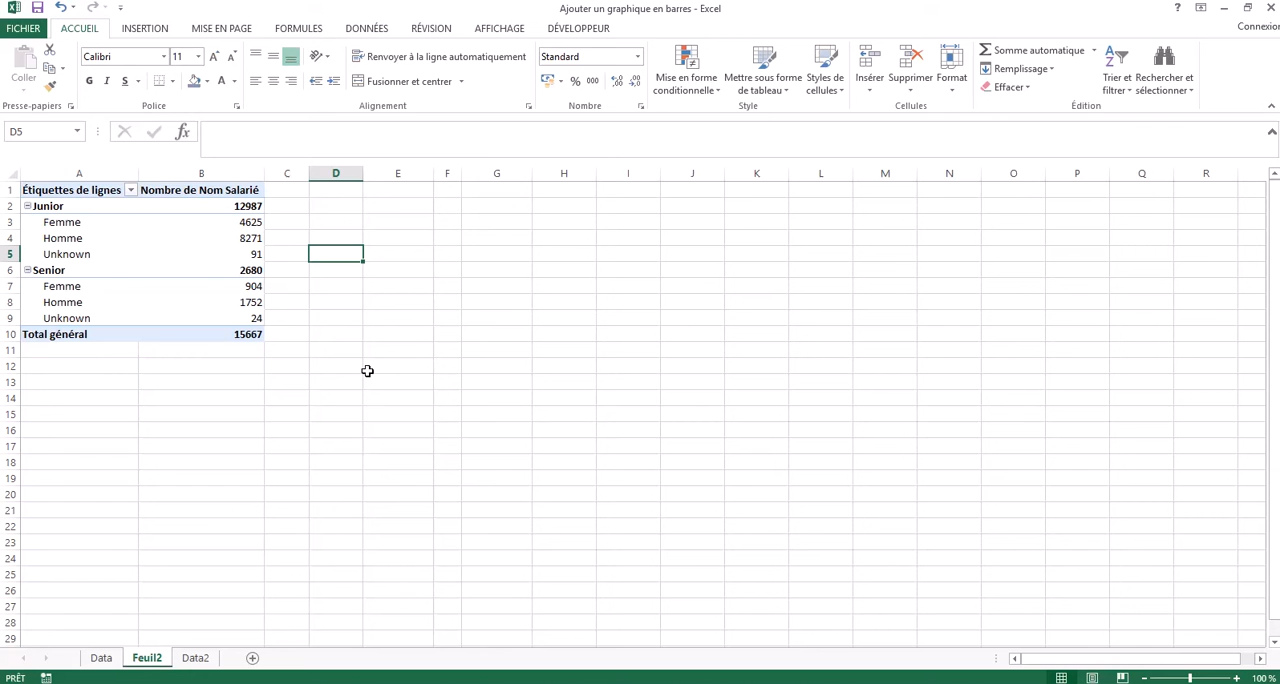 Ajouter un graphique en barres - Excel
?
Connexion
FICHIER ACCUEIL INSERTION MISE EN PAGE FORMULES DONNÉES RÉVISION AFFICHAGE DÉVELOPPEUR
Coller
Calibri 11
G I S
Renvoyer à la ligne automatiquement
Fusionner et centrer
Standard
% 000
Mise en forme conditionnelle
Mettre sous forme de tableau
Styles de cellules
Insérer Supprimer Format
Somme automatique
Remplissage
Effacer
Trier et filtrer
Rechercher et sélectionner
Presse-papiers Police Alignement Nombre Style Cellules Édition
D5 fx
A B C D E F G H I J K L M N O P Q R
1 Étiquettes de lignes Nombre de Nom Salarié
2 Junior 12987
3 Femme 4625
4 Homme 8271
5 Unknown 91
6 Senior 2680
7 Femme 904
8 Homme 1752
9 Unknown 24
10 Total général 15667
11
12
13
14
15
16
17
18
19
20
21
22
23
24
25
26
27
28
29
Data Feuil2 Data2
PRÊT 100 %